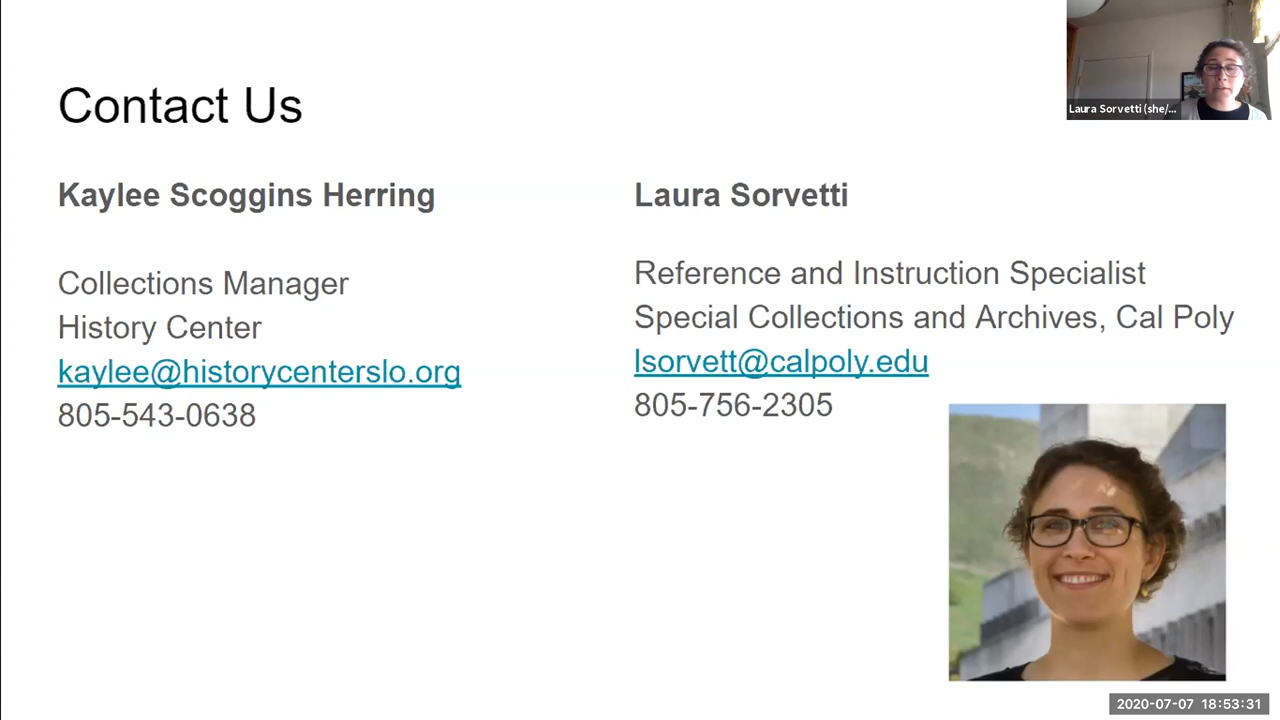 Laura Sorvetti (she/...
Contact Us
Kaylee Scoggins Herring
Collections Manager
History Center
kaylee@historycenterslo.org
805-543-0638
Laura Sorvetti
Reference and Instruction Specialist
Special Collections and Archives, Cal Poly
lsorvett@calpoly.edu
805-756-2305
2020-07-07 18:53:31